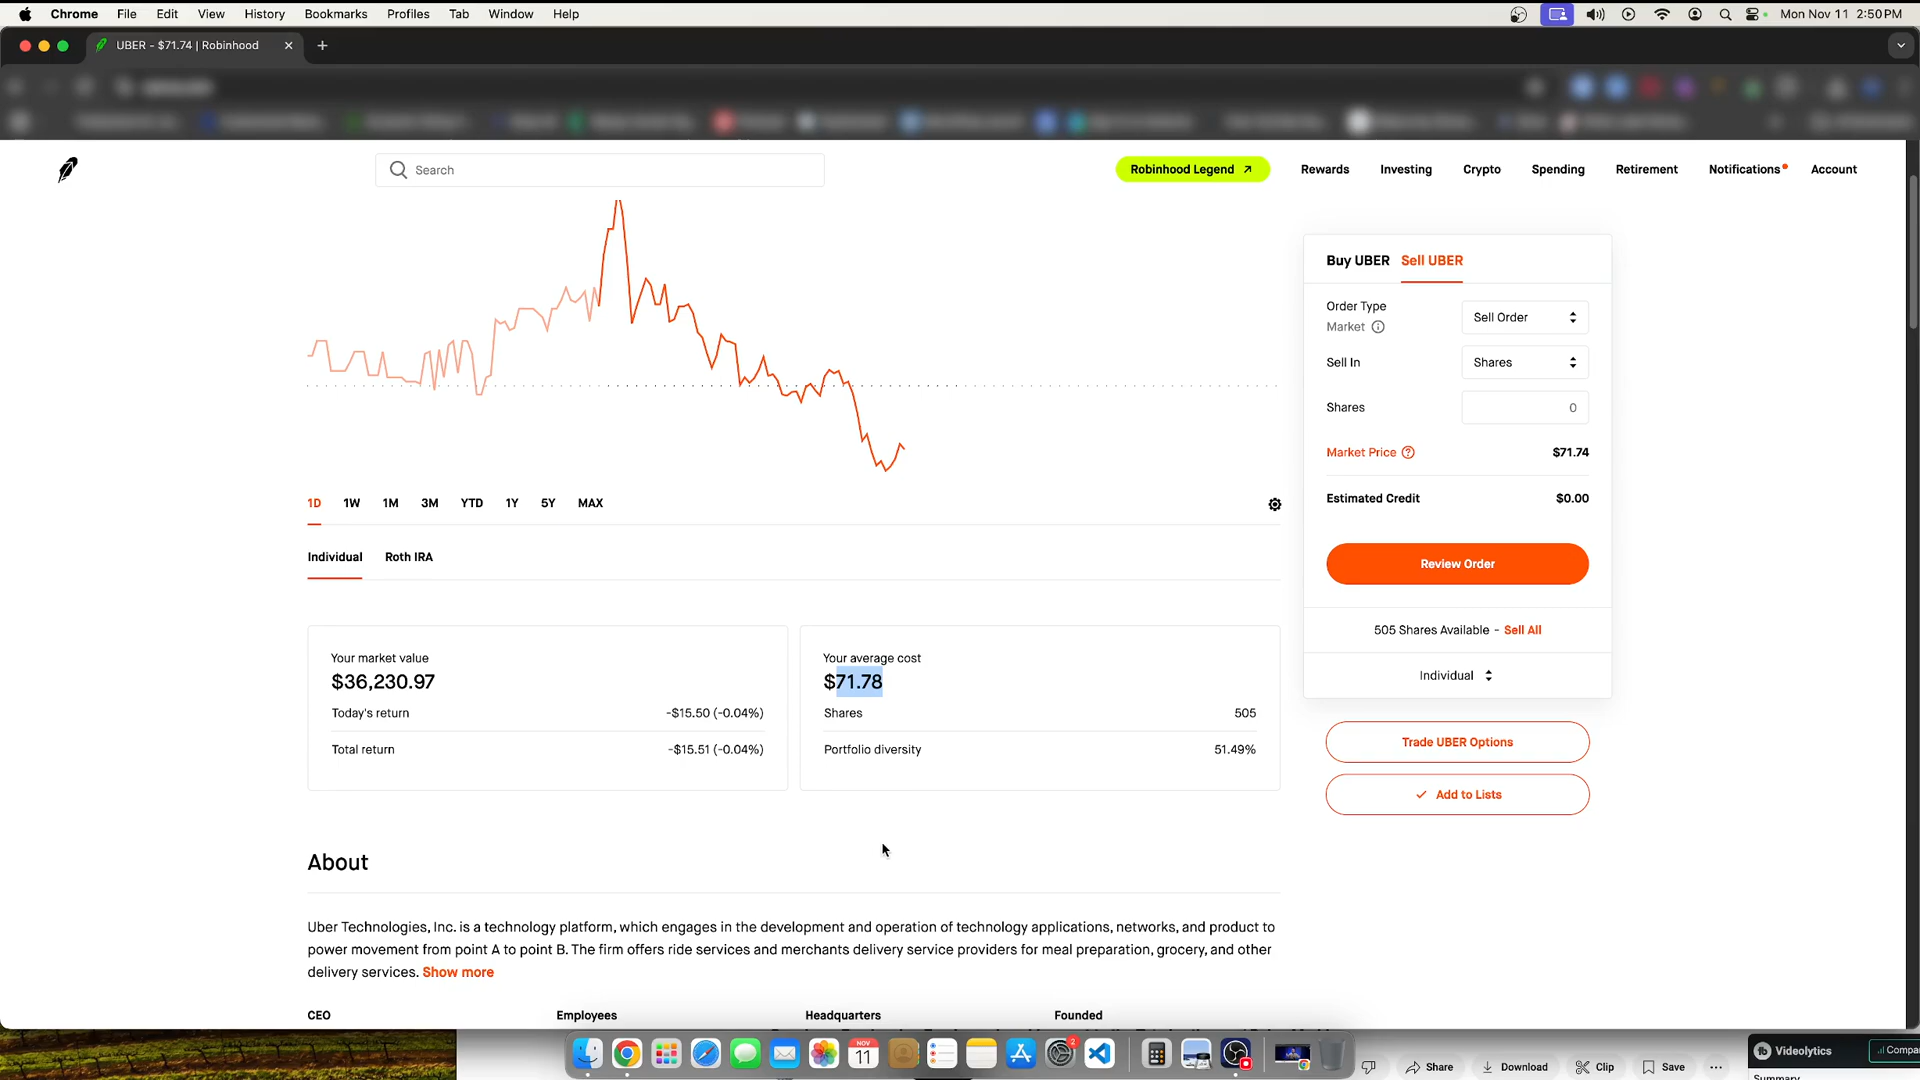 Chrome File Edit View History Bookmarks Profiles Tab Window Help Mon Nov 11 2:50 PM
UBER - $71.74 | Robinhood
Search
Robinhood Legend Rewards Investing Crypto Spending Retirement Notifications Account
Buy UBER Sell UBER
Order Type
Market
Sell Order
Sell In Shares
Shares 0
Market Price $71.74
Estimated Credit $0.00
Review Order
505 Shares Available - Sell All
Individual
Trade UBER Options
Add to Lists
1D 1W 1M 3M YTD 1Y 5Y MAX
Individual Roth IRA
Your market value
$36,230.97
Today's return -$15.50 (-0.04%)
Total return -$15.51 (-0.04%)
Your average cost
$71.78
Shares 505
Portfolio diversity 51.49%
About
Uber Technologies, Inc. is a technology platform, which engages in the development and operation of technology applications, networks, and product to
power movement from point A to point B. The firm offers ride services and merchants delivery service providers for meal preparation, grocery, and other
delivery services. Show more
CEO Employees Headquarters Founded
NOV
11
2
Share Download Clip Save
Videolytics